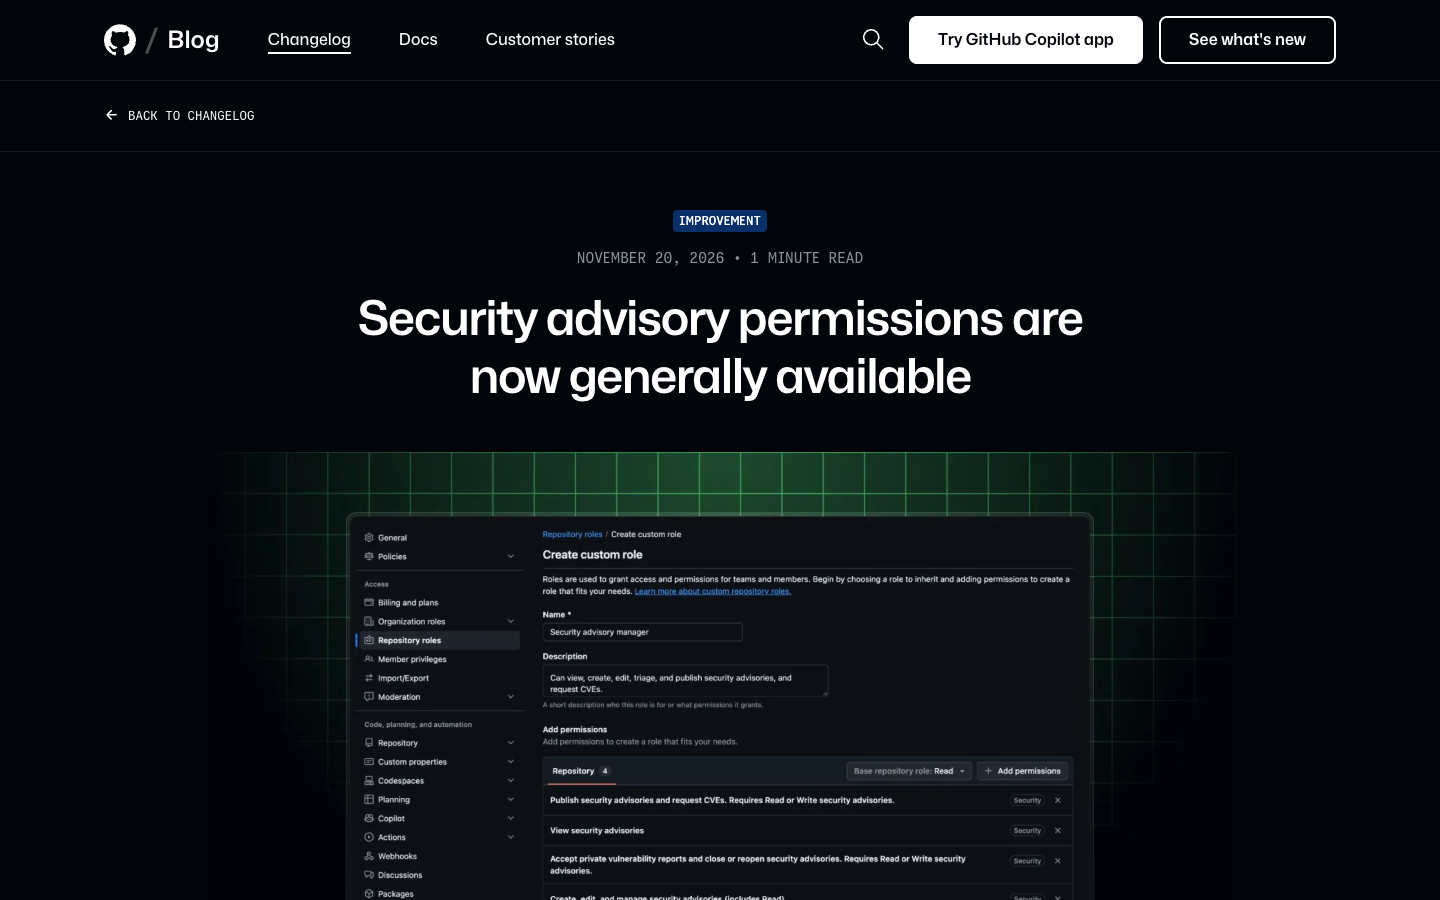 / Blog Changelog Docs Customer stories Try GitHub Copilot app See what's new
BACK TO CHANGELOG
IMPROVEMENT
NOVEMBER 20, 2026 • 1 MINUTE READ
Security advisory permissions are
now generally available
General
Policies
Access
Billing and plans
Organization roles
Repository roles
Member privileges
Import/Export
Moderation
Code, planning, and automation
Repository
Custom properties
Codespaces
Planning
Copilot
Actions
Webhooks
Discussions
Packages
Repository roles / Create custom role
Create custom role
Roles are used to grant access and permissions for teams and members. Begin by choosing a role to inherit and adding permissions to create a
role that fits your needs. Learn more about custom repository roles.
Name *
Security advisory manager
Description
Can view, create, edit, triage, and publish security advisories, and
request CVEs.
A short description who this role is for or what permissions it grants.
Add permissions
Add permissions to create a role that fits your needs.
Repository 4 Base repository role: Read Add permissions
Publish security advisories and request CVEs. Requires Read or Write security advisories. Security
View security advisories Security
Accept private vulnerability reports and close or reopen security advisories. Requires Read or Write security
advisories. Security
Create, edit, and manage security advisories (includes Read) Security